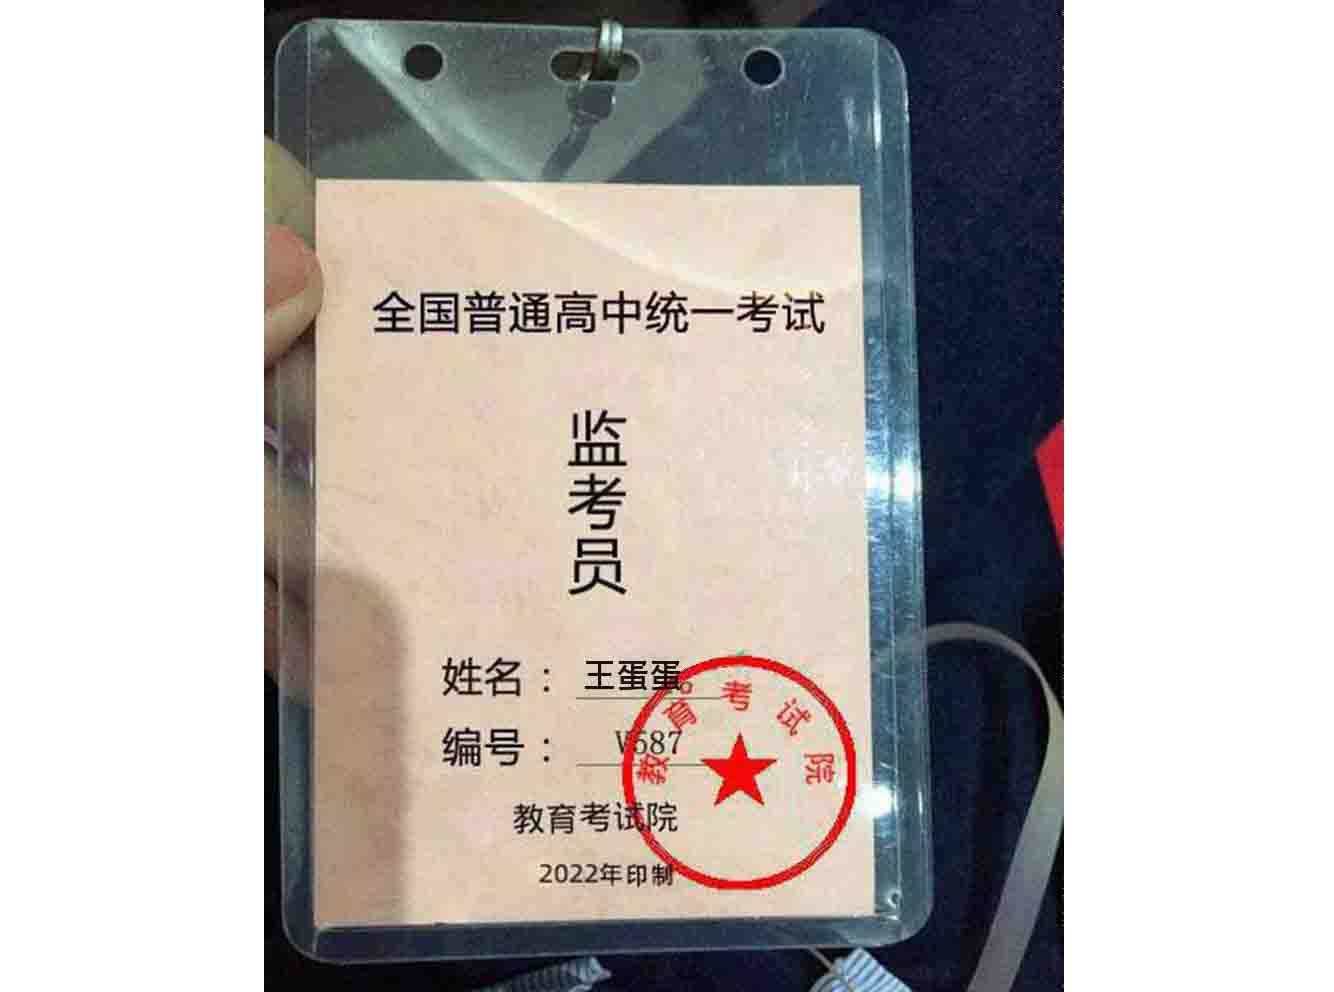 全国普通高中统一考试
监
考
员
姓名： 王蛋蛋
编号： V587
教育考试院
教育考试院
2022年印制